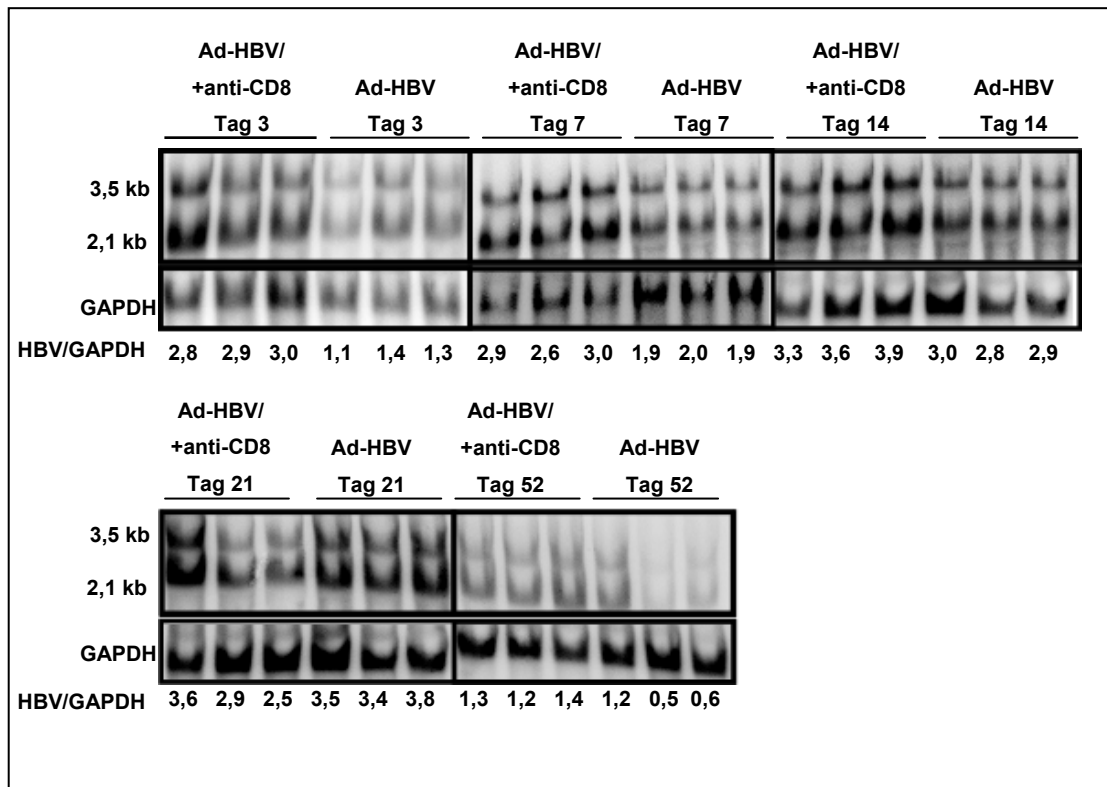 Ad-HBV/ Ad-HBV/ Ad-HBV/
+anti-CD8 Ad-HBV +anti-CD8 Ad-HBV +anti-CD8 Ad-HBV
Tag 3 Tag 3 Tag 7 Tag 7 Tag 14 Tag 14
3,5 kb
2,1 kb
GAPDH
HBV/GAPDH 2,8 2,9 3,0 1,1 1,4 1,3 2,9 2,6 3,0 1,9 2,0 1,9 3,3 3,6 3,9 3,0 2,8 2,9
Ad-HBV/ Ad-HBV/
+anti-CD8 Ad-HBV +anti-CD8 Ad-HBV
Tag 21 Tag 21 Tag 52 Tag 52
3,5 kb
2,1 kb
GAPDH
HBV/GAPDH 3,6 2,9 2,5 3,5 3,4 3,8 1,3 1,2 1,4 1,2 0,5 0,6